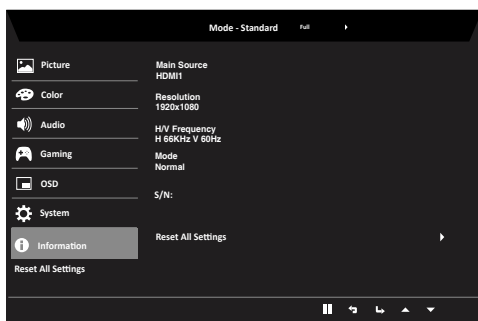 Mode - Standard Full
Picture
Color
Audio
Gaming
OSD
System
Information
Reset All Settings
Main Source
HDMI1
Resolution
1920x1080
H/V Frequency
H 66KHz V 60Hz
Mode
Normal
S/N:
Reset All Settings